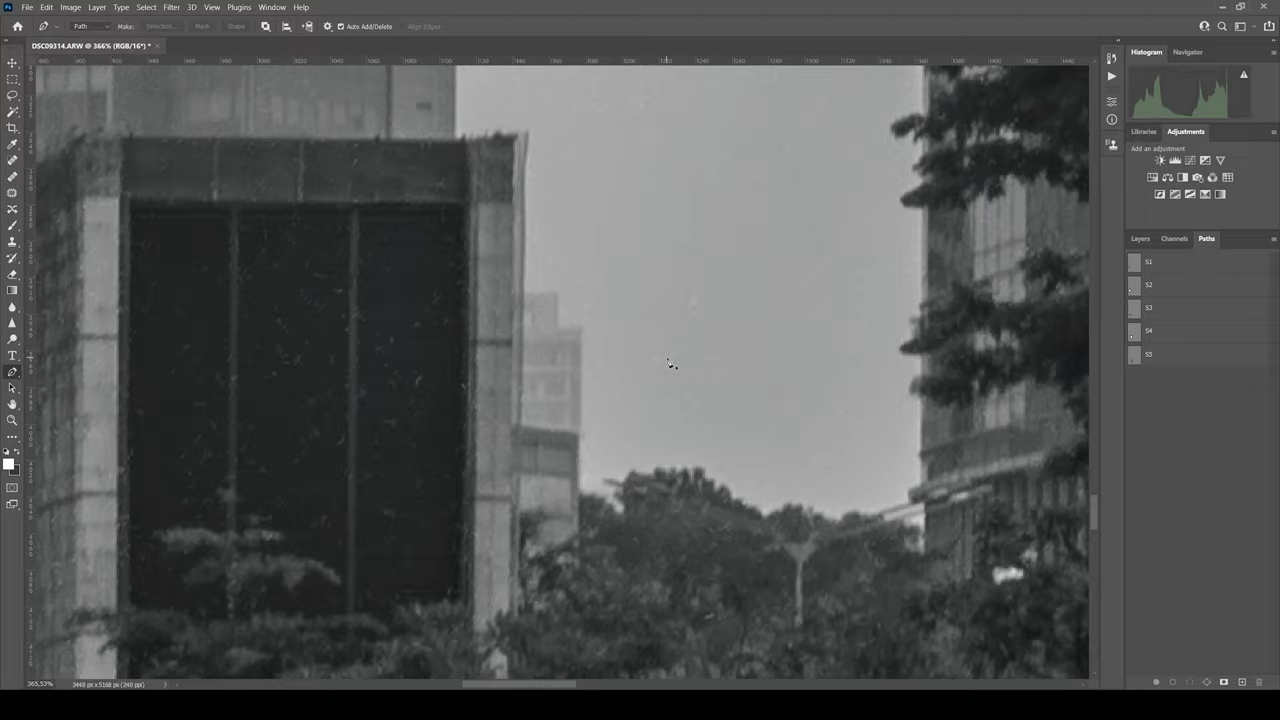 File Edit Image Layer Type Select Filter 3D View Plugins Window Help
Path Make: Selection... Mask Shape Auto Add/Delete Align Edges
DSC09314.ARW @ 366% (RGB/16*) *
Histogram Navigator
Libraries Adjustments
Add an adjustment
Layers Channels Paths
S1
S2
S3
S4
S5
365,53% 3448 px x 5168 px (240 ppi)